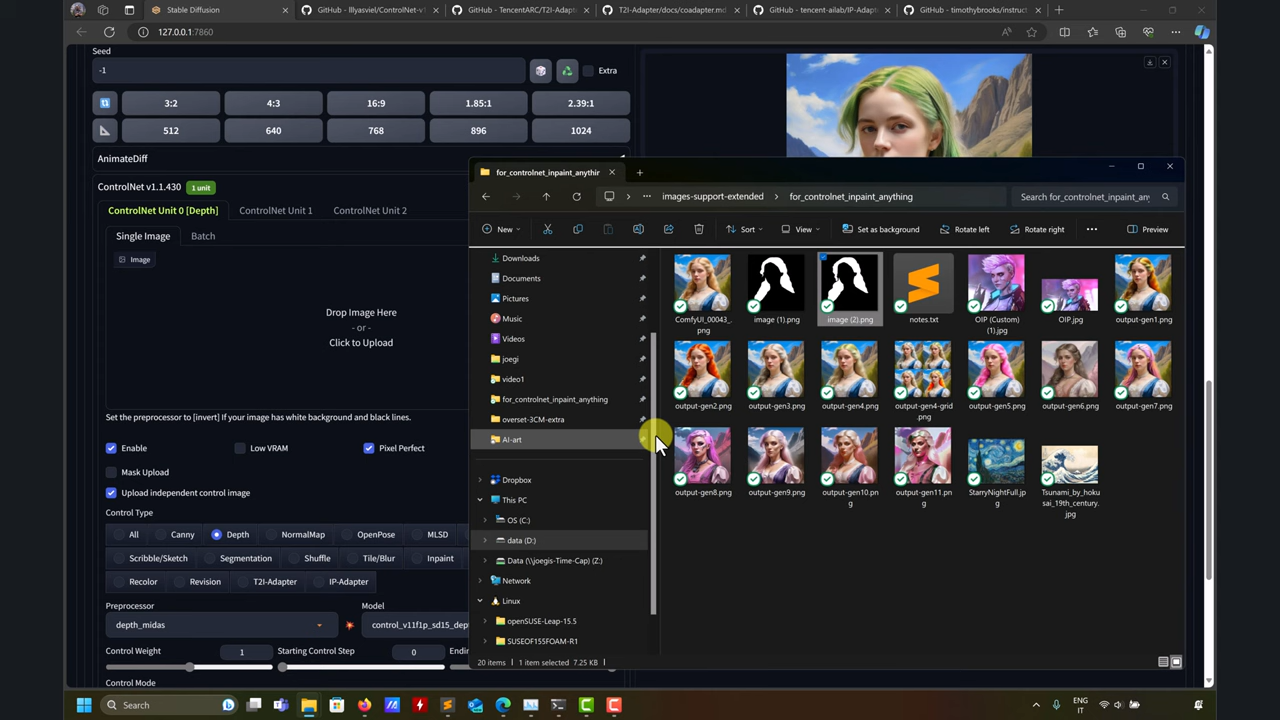 Stable Diffusion
GitHub - lllyasviel/ControlNet-v1
GitHub - TencentARC/T2I-Adapt
T2I-Adapter/docs/coadapter.md
GitHub - tencent-ailab/IP-Adapte
GitHub - timothybrooks/instruct
127.0.0.1:7860
Seed
-1
Extra
3:2
4:3
16:9
1.85:1
2.39:1
512
640
768
896
1024
AnimateDiff
ControlNet v1.1.430
1 unit
ControlNet Unit 0 [Depth]
ControlNet Unit 1
ControlNet Unit 2
Single Image
Batch
Image
Drop Image Here
- or -
Click to Upload
Set the preprocessor to [invert] If your image has white background and black lines.
Enable
Low VRAM
Pixel Perfect
Mask Upload
Upload independent control image
Control Type
All
Canny
Depth
NormalMap
OpenPose
MLSD
Scribble/Sketch
Segmentation
Shuffle
Tile/Blur
Inpaint
Recolor
Revision
T2I-Adapter
IP-Adapter
Preprocessor
Model
depth_midas
control_v11f1p_sd15_dep
Control Weight
1
Starting Control Step
0
Endin
Control Mode
for_controlnet_inpaint_anythir
images-support-extended
for_controlnet_inpaint_anything
Search for_controlnet_inpaint_any
New
Sort
View
Set as background
Rotate left
Rotate right
Preview
Downloads
Documents
Pictures
Music
Videos
joegi
video1
for_controlnet_inpaint_anything
overset-3CM-extra
AI-art
Dropbox
This PC
OS (C:)
data (D:)
Data (\\joegis-Time-Cap) (Z:)
Network
Linux
openSUSE-Leap-15.5
SUSEOF155FOAM-R1
ComfyUI_00043_
png
image (1).png
image (2).png
notes.txt
OIP (Custom)
(1).jpg
OIP.jpg
output-gen1.png
output-gen2.png
output-gen3.png
output-gen4.png
output-gen4-grid
.png
output-gen5.png
output-gen6.png
output-gen7.png
output-gen8.png
output-gen9.png
output-gen10.pn
g
output-gen11.pn
g
StarryNightFull.jp
g
Tsunami_by_hoku
sai_19th_century.
jpg
20 items
1 item selected
7.25 KB
Search
ENG
IT